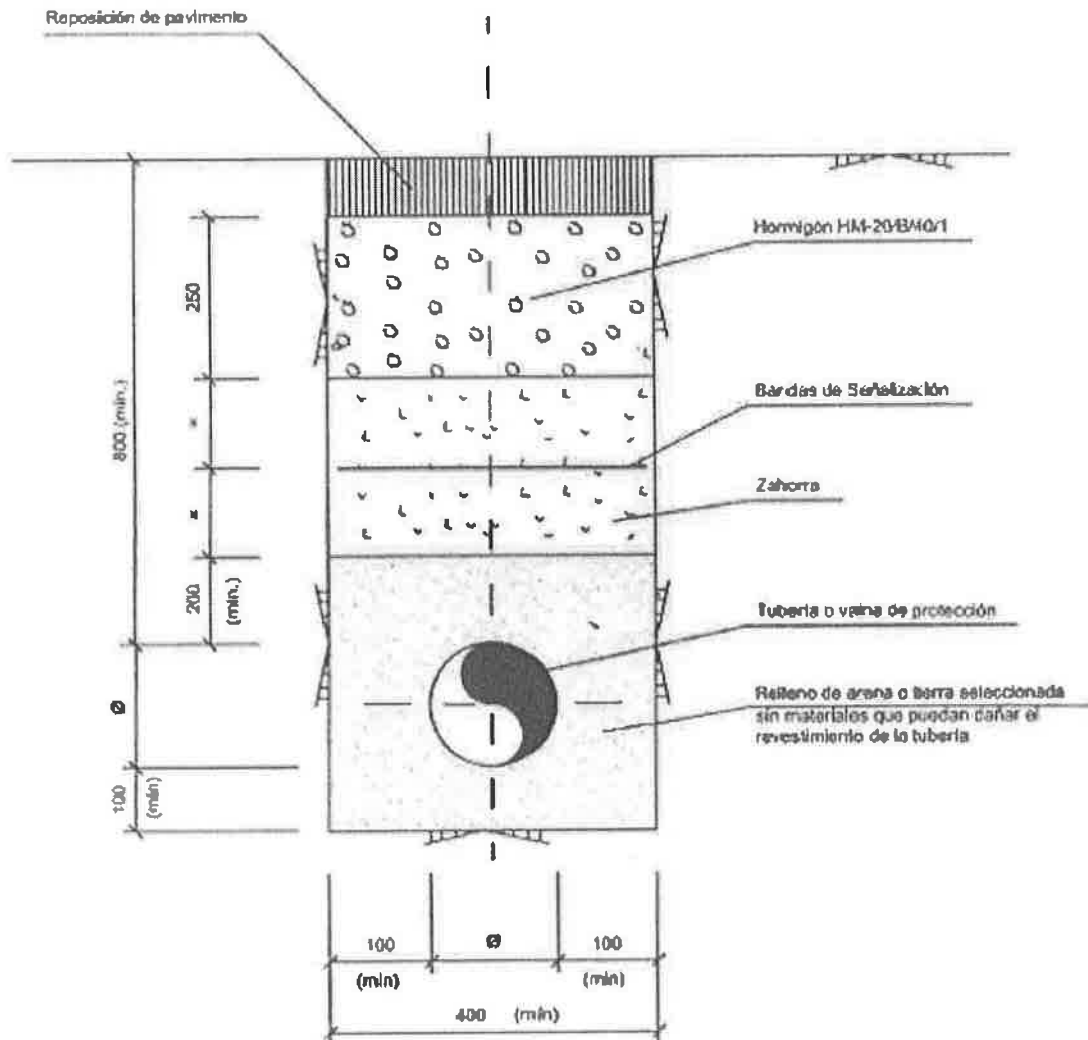 Reposición de pavimento
Hormigón HM-20/B/40/1
Bandas de Señalización
Zahorra
Tubería o vaina de protección
Relleno de arena o tierra seleccionada
sin materiales que puedan dañar el
revestimiento de la tubería
800 (min.)
250
=
=
200
(min.)
Ø
100
(min)
100
(min)
Ø
100
(min)
400 (min)